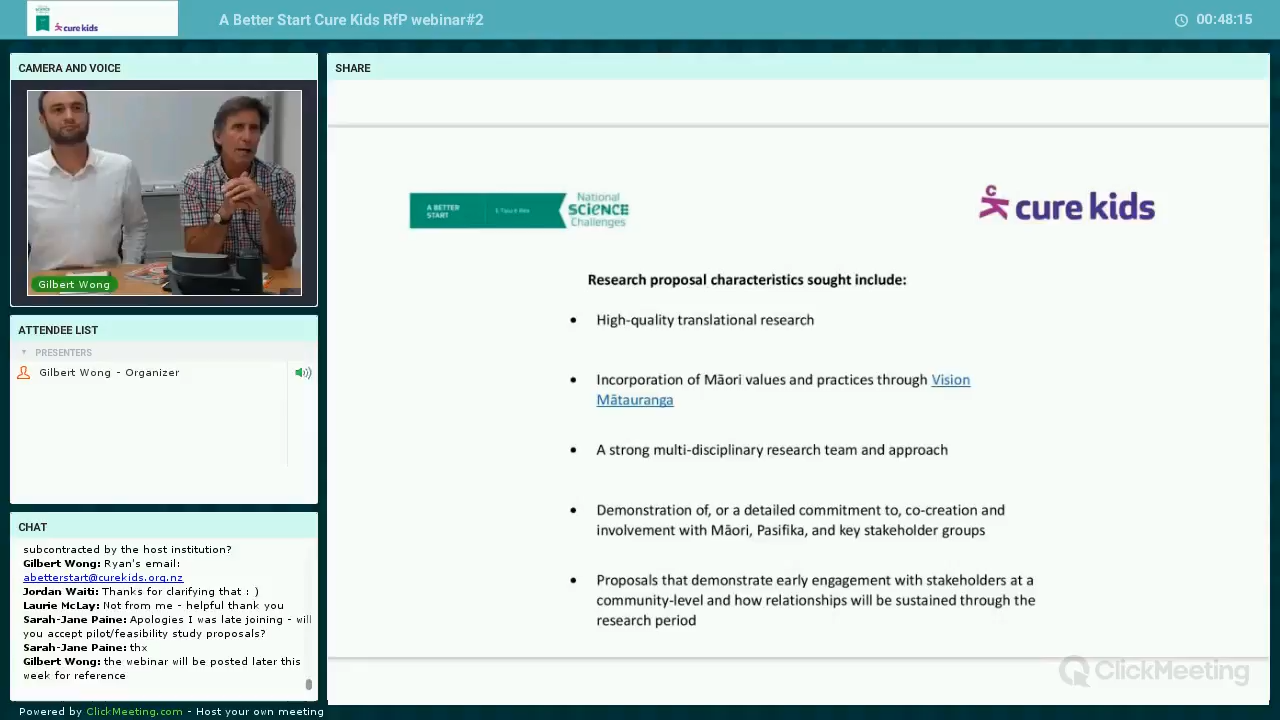 cure kids
A Better Start Cure Kids RfP webinar#2
00:48:15
CAMERA AND VOICE
Gilbert Wong
ATTENDEE LIST
PRESENTERS
Gilbert Wong - Organizer
CHAT
subcontracted by the host institution?
Gilbert Wong: Ryan's email:
abetterstart@curekids.org.nz
Jordan Waiti: Thanks for clarifying that : )
Laurie McLay: Not from me - helpful thank you
Sarah-Jane Paine: Apologies I was late joining - will
you accept pilot/feasibility study proposals?
Sarah-Jane Paine: thx
Gilbert Wong: the webinar will be posted later this
week for reference
Powered by ClickMeeting.com - Host your own meeting
SHARE
A BETTER
START
National
SCIENCE
Challenges
cure kids
Research proposal characteristics sought include:
• High-quality translational research
• Incorporation of Māori values and practices through Vision
Mātauranga
• A strong multi-disciplinary research team and approach
• Demonstration of, or a detailed commitment to, co-creation and
involvement with Māori, Pasifika, and key stakeholder groups
• Proposals that demonstrate early engagement with stakeholders at a
community-level and how relationships will be sustained through the
research period
ClickMeeting